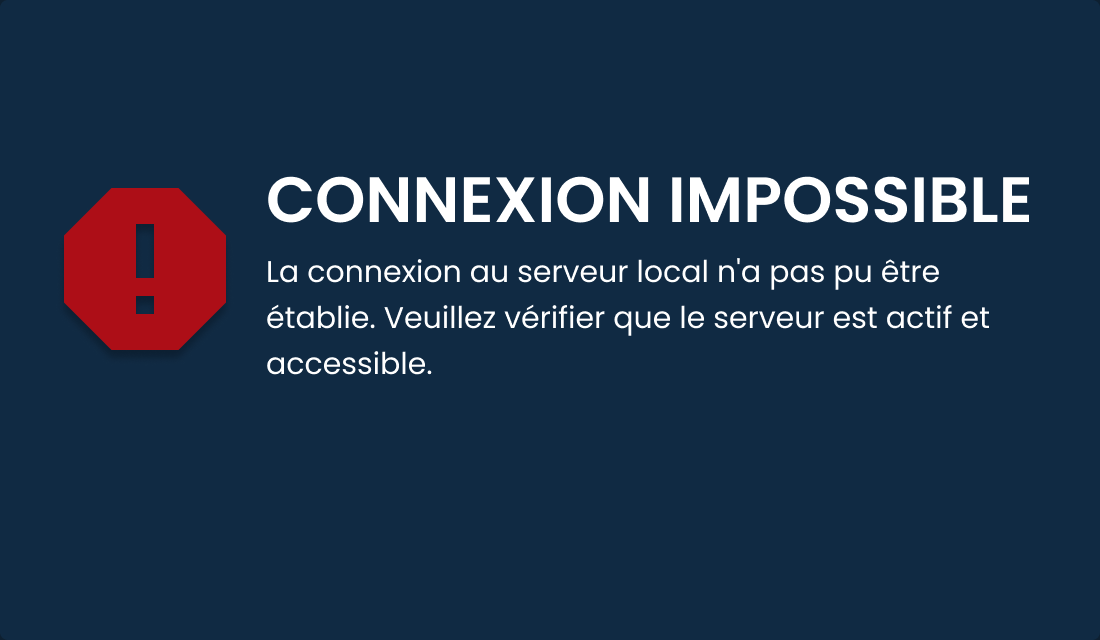 CONNEXION IMPOSSIBLE
La connexion au serveur local n'a pas pu être
établie. Veuillez vérifier que le serveur est actif et
accessible.